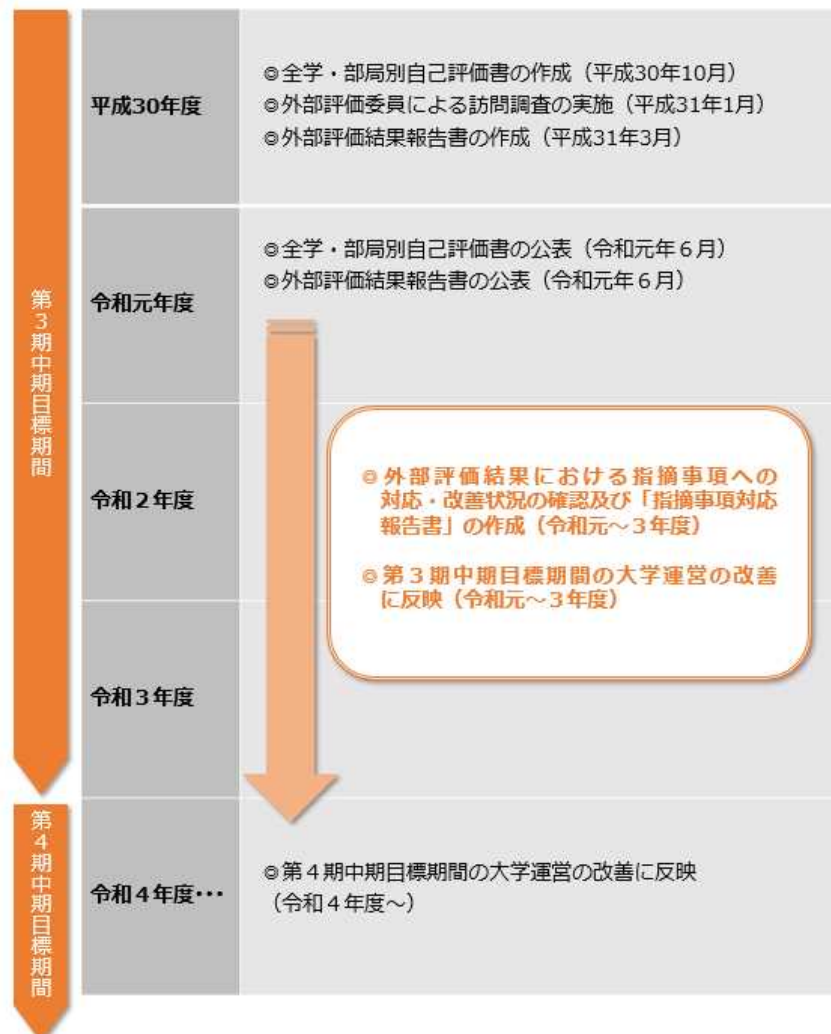 第３期中期目標期間
平成30年度
◎全学・部局別自己評価書の作成（平成30年10月）
◎外部評価委員による訪問調査の実施（平成31年1月）
◎外部評価結果報告書の作成（平成31年3月）
令和元年度
◎全学・部局別自己評価書の公表（令和元年６月）
◎外部評価結果報告書の公表（令和元年６月）
令和２年度
◎外部評価結果における指摘事項への
対応・改善状況の確認及び「指摘事項対応
報告書」の作成（令和元～３年度）
◎第３期中期目標期間の大学運営の改善
に反映（令和元～３年度）
令和３年度
第４期中期目標期間
令和４年度･･･
◎第４期中期目標期間の大学運営の改善に反映
（令和４年度～）